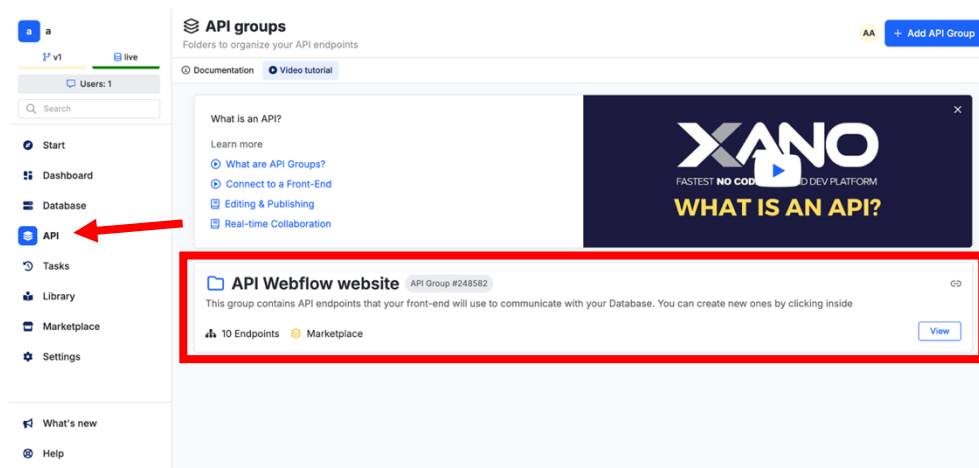 a
a
v1
live
Users: 1
Search
Start
Dashboard
Database
API
Tasks
Library
Marketplace
Settings
What's new
Help
API groups
Folders to organize your API endpoints
AA
+ Add API Group
Documentation
Video tutorial
What is an API?
Learn more
What are API Groups?
Connect to a Front-End
Editing & Publishing
Real-time Collaboration
XANO
FASTEST NO COD D DEV PLATFORM
WHAT IS AN API?
API Webflow website
API Group #248582
This group contains API endpoints that your front-end will use to communicate with your Database. You can create new ones by clicking inside
10 Endpoints
Marketplace
View